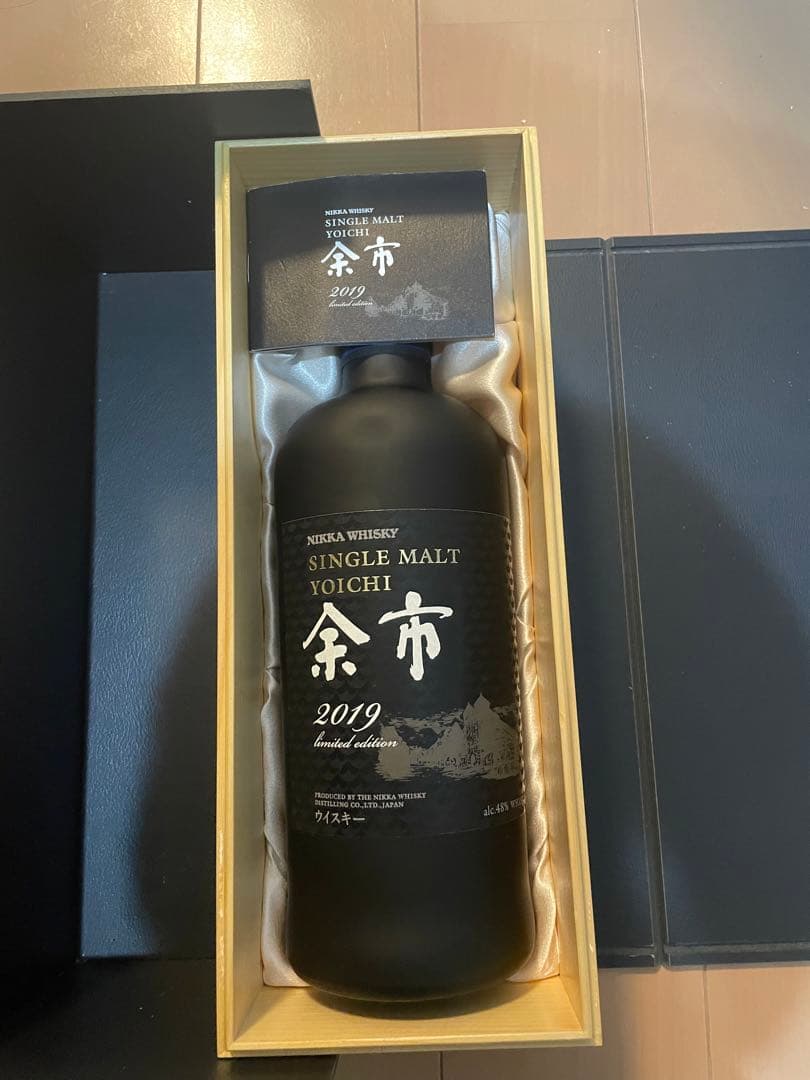 NIKKA WHISKY
SINGLE MALT
YOICHI
余市
2019
limited edition
NIKKA WHISKY
SINGLE MALT
YOICHI
余市
2019
limited edition
PRODUCED BY THE NIKKA WHISKY
DISTILLING CO.,LTD.,JAPAN
ウイスキー
alc.48%